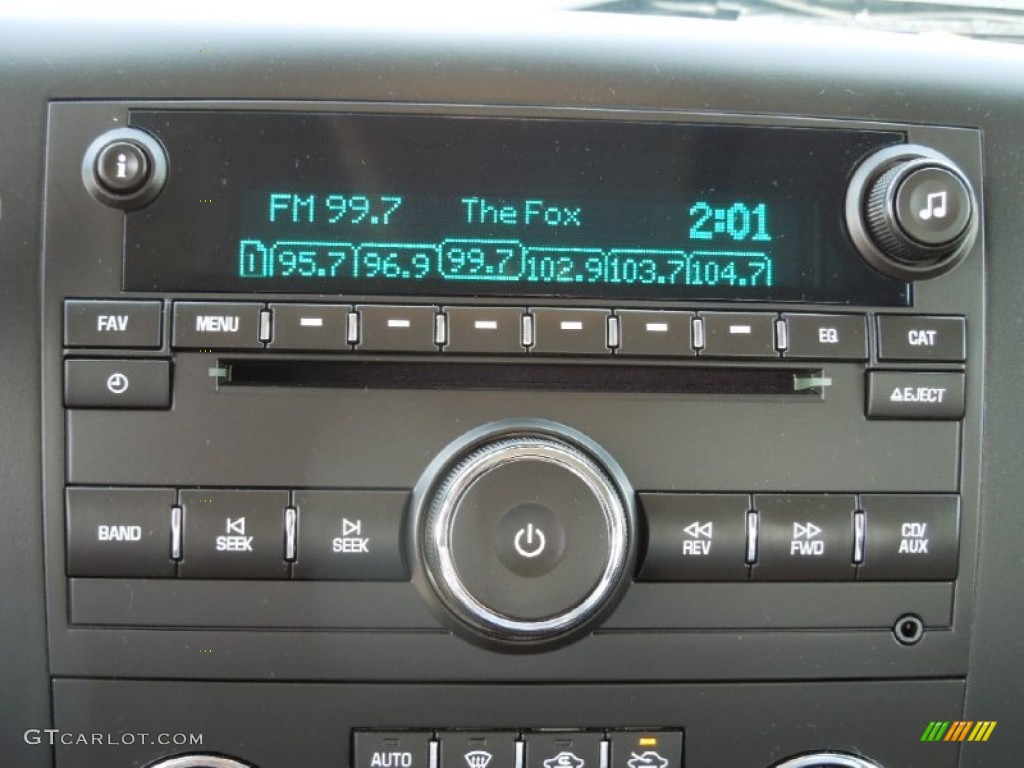 FM 99.7 The Fox 2:01
1 95.7 96.9 99.7 102.9 103.7 104.7
FAV MENU EQ CAT
EJECT
BAND SEEK SEEK REV FWD CD/
AUX
AUTO
GTCARLOT.COM